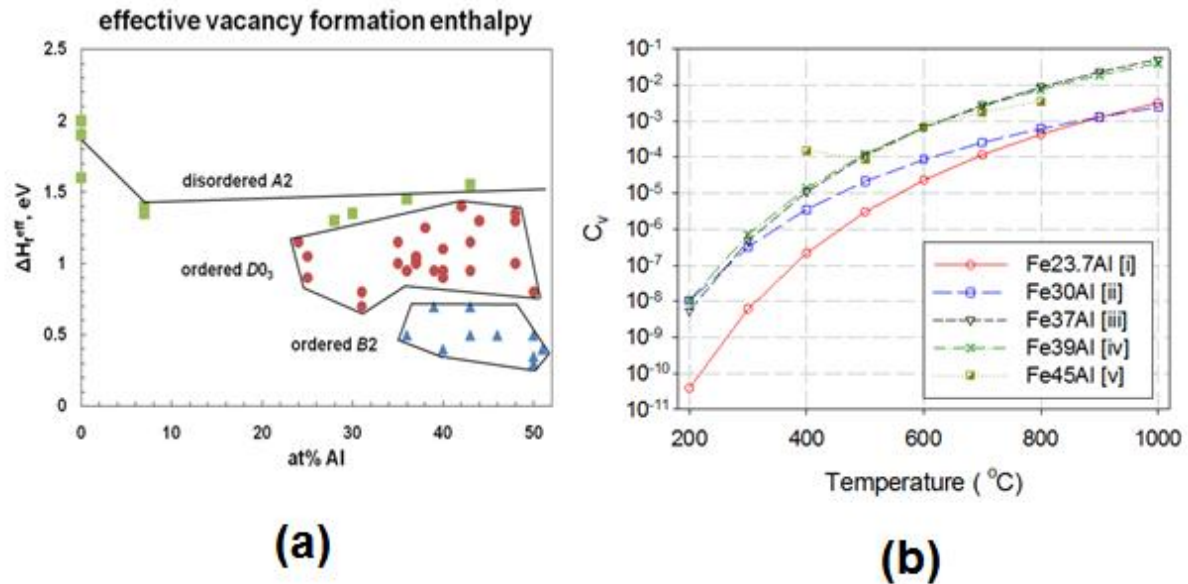 effective vacancy formation enthalpy
ΔHfeff, eV
2.5
2
1.5
1
0.5
0
disordered A2
ordered D03
ordered B2
0 10 20 30 40 50
at% Al
(a)
Cv
10-1
10-2
10-3
10-4
10-5
10-6
10-7
10-8
10-9
10-10
10-11
Fe23.7Al [i]
Fe30Al [ii]
Fe37Al [iii]
Fe39Al [iv]
Fe45Al [v]
200 400 600 800 1000
Temperature ( oC)
(b)